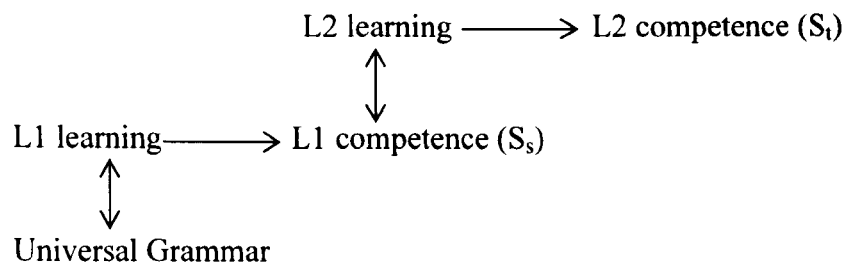 L2 learning L2 competence (Sₜ)
L1 learning L1 competence (Sₛ)
Universal Grammar